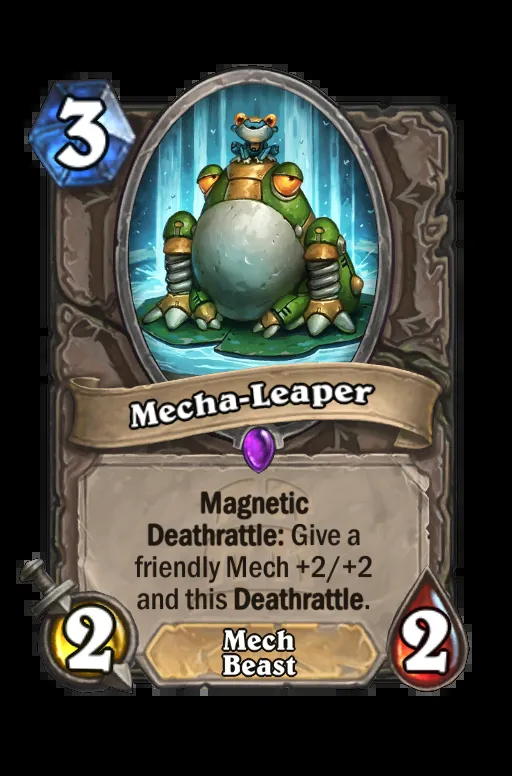 3
Mecha-Leaper
Magnetic
Deathrattle: Give a
friendly Mech +2/+2
and this Deathrattle.
2
Mech
Beast
2